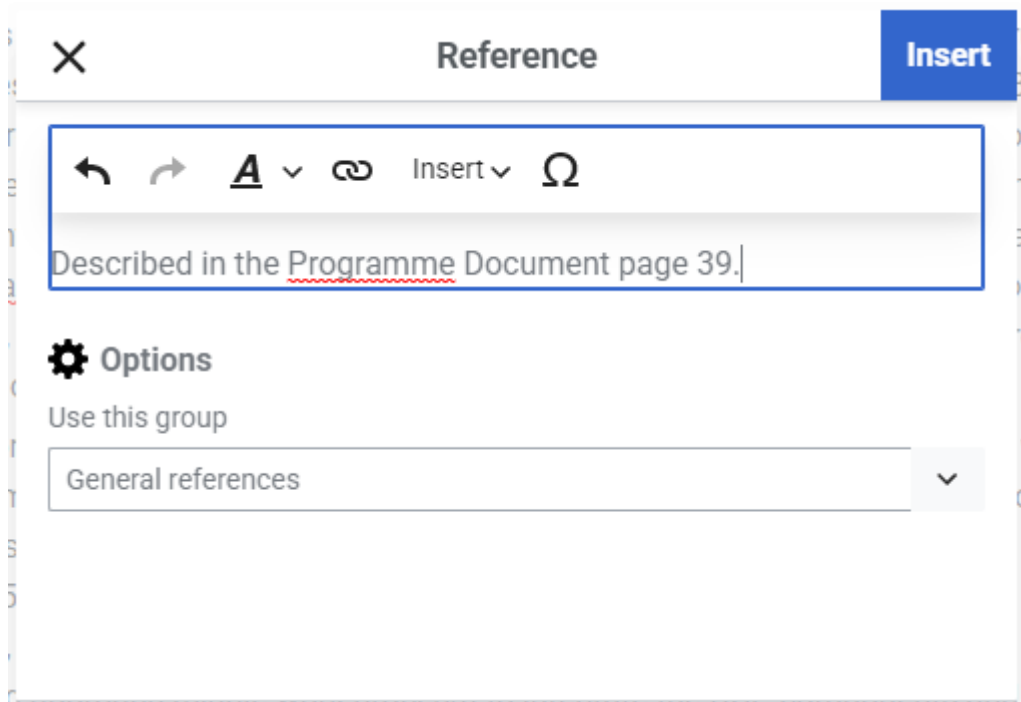 Reference
Insert
A Insert Ω
Described in the Programme Document page 39.
Options
Use this group
General references